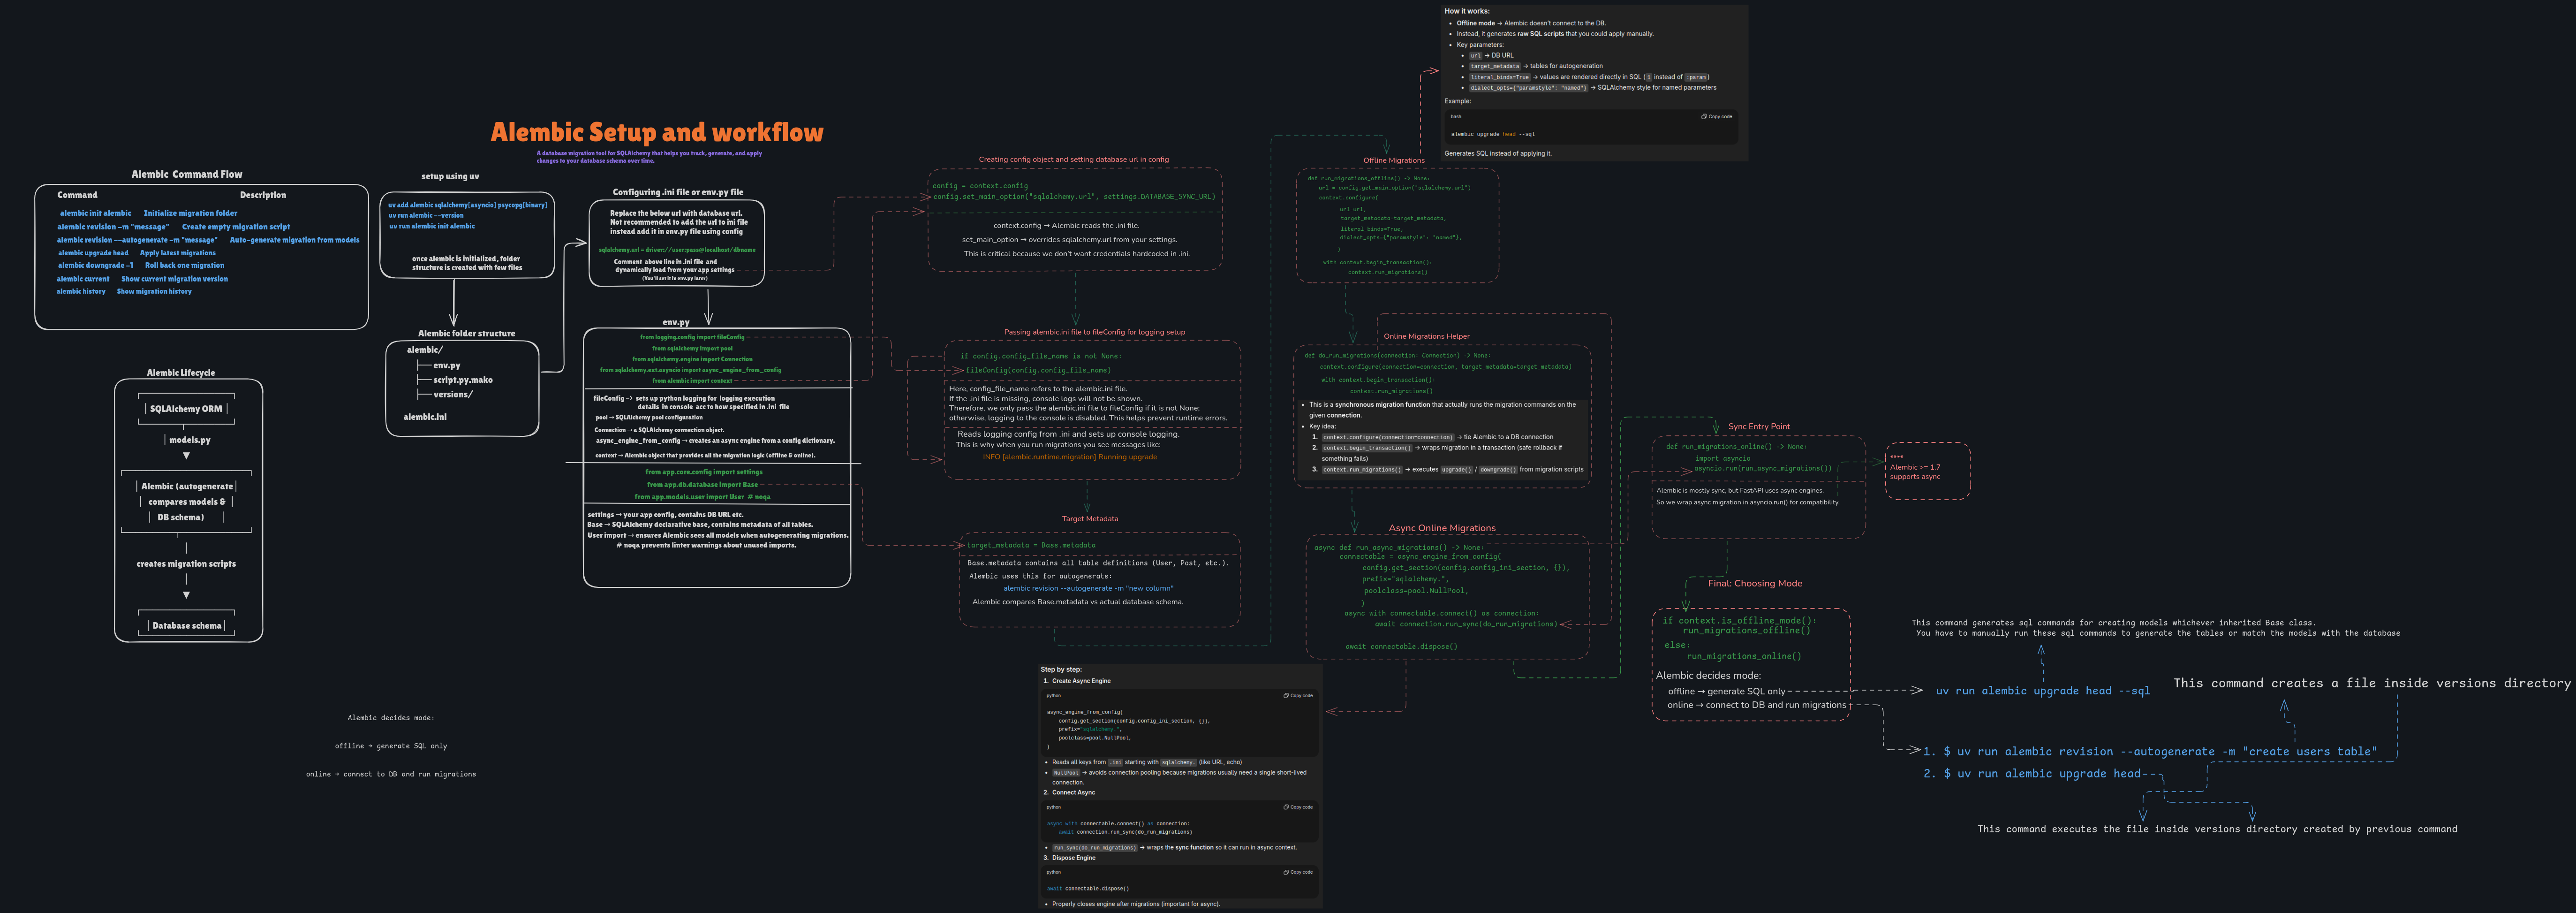 Alembic Setup and workflow
A database migration tool for SQLAlchemy that helps you track, generate, and apply
changes to your database schema over time.
Alembic Command Flow
Command Description
alembic init alembic Initialize migration folder
alembic revision -m "message" Create empty migration script
alembic revision --autogenerate -m "message" Auto-generate migration from models
alembic upgrade head Apply latest migrations
alembic downgrade -1 Roll back one migration
alembic current Show current migration version
alembic history Show migration history
Alembic Lifecycle
SQLAlchemy ORM
models.py
Alembic (autogenerate
compares models &
DB schema)
creates migration scripts
Database schema
setup using uv
uv add alembic sqlalchemy[asyncio] psycopg[binary]
uv run alembic --version
uv run alembic init alembic
once alembic is initialized, folder
structure is created with few files
Alembic folder structure
alembic/
├── env.py
├── script.py.mako
├── versions/
alembic.ini
Configuring .ini file or env.py file
Replace the below url with database url.
Not recommended to add the url to ini file
instead add it in env.py file using config
sqlalchemy.url = driver://user:pass@localhost/dbname
Comment above line in .ini file and
dynamically load from your app settings
(You'll set it in env.py later)
env.py
from logging.config import fileConfig
from sqlalchemy import pool
from sqlalchemy.engine import Connection
from sqlalchemy.ext.asyncio import async_engine_from_config
from alembic import context
fileConfig -> sets up python logging for logging execution
details in console acc to how specified in .ini file
pool → SQLAlchemy pool configuration
Connection → a SQLAlchemy connection object.
async_engine_from_config → creates an async engine from a config dictionary.
context → Alembic object that provides all the migration logic (offline & online).
from app.core.config import settings
from app.db.database import Base
from app.models.user import User # noqa
settings → your app config, contains DB URL etc.
Base → SQLAlchemy declarative base, contains metadata of all tables.
User import → ensures Alembic sees all models when autogenerating migrations.
# noqa prevents linter warnings about unused imports.
Alembic decides mode:
offline → generate SQL only
online → connect to DB and run migrations
Creating config object and setting database url in config
config = context.config
config.set_main_option("sqlalchemy.url", settings.DATABASE_SYNC_URL)
context.config → Alembic reads the .ini file.
set_main_option → overrides sqlalchemy.url from your settings.
This is critical because we don't want credentials hardcoded in .ini.
Passing alembic.ini file to fileConfig for logging setup
if config.config_file_name is not None:
fileConfig(config.config_file_name)
Here, config_file_name refers to the alembic.ini file.
If the .ini file is missing, console logs will not be shown.
Therefore, we only pass the alembic.ini file to fileConfig if it is not None;
otherwise, logging to the console is disabled. This helps prevent runtime errors.
Reads logging config from .ini and sets up console logging.
This is why when you run migrations you see messages like:
INFO [alembic.runtime.migration] Running upgrade
Target Metadata
target_metadata = Base.metadata
Base.metadata contains all table definitions (User, Post, etc.).
Alembic uses this for autogenerate:
alembic revision --autogenerate -m "new column"
Alembic compares Base.metadata vs actual database schema.
Step by step:
1. Create Async Engine
python Copy code
async_engine_from_config(
config.get_section(config.config_ini_section, {}),
prefix="sqlalchemy.",
poolclass=pool.NullPool,
)
• Reads all keys from .ini starting with sqlalchemy. (like URL, echo)
• NullPool → avoids connection pooling because migrations usually need a single short-lived
connection.
2. Connect Async
python Copy code
async with connectable.connect() as connection:
await connection.run_sync(do_run_migrations)
• run_sync(do_run_migrations) → wraps the sync function so it can run in async context.
3. Dispose Engine
python Copy code
await connectable.dispose()
• Properly closes engine after migrations (important for async).
How it works:
• Offline mode → Alembic doesn't connect to the DB.
• Instead, it generates raw SQL scripts that you could apply manually.
• Key parameters:
• url → DB URL
• target_metadata → tables for autogeneration
• literal_binds=True → values are rendered directly in SQL ( 1 instead of :param )
• dialect_opts={"paramstyle": "named"} → SQLAlchemy style for named parameters
Example:
bash Copy code
alembic upgrade head --sql
Generates SQL instead of applying it.
Offline Migrations
def run_migrations_offline() -> None:
url = config.get_main_option("sqlalchemy.url")
context.configure(
url=url,
target_metadata=target_metadata,
literal_binds=True,
dialect_opts={"paramstyle": "named"},
)
with context.begin_transaction():
context.run_migrations()
Online Migrations Helper
def do_run_migrations(connection: Connection) -> None:
context.configure(connection=connection, target_metadata=target_metadata)
with context.begin_transaction():
context.run_migrations()
• This is a synchronous migration function that actually runs the migration commands on the
given connection.
• Key idea:
1. context.configure(connection=connection) → tie Alembic to a DB connection
2. context.begin_transaction() → wraps migration in a transaction (safe rollback if
something fails)
3. context.run_migrations() → executes upgrade() / downgrade() from migration scripts
Async Online Migrations
async def run_async_migrations() -> None:
connectable = async_engine_from_config(
config.get_section(config.config_ini_section, {}),
prefix="sqlalchemy.",
poolclass=pool.NullPool,
)
async with connectable.connect() as connection:
await connection.run_sync(do_run_migrations)
await connectable.dispose()
Sync Entry Point
def run_migrations_online() -> None:
import asyncio
asyncio.run(run_async_migrations())
Alembic is mostly sync, but FastAPI uses async engines.
So we wrap async migration in asyncio.run() for compatibility.
****
Alembic >= 1.7
supports async
Final: Choosing Mode
if context.is_offline_mode():
run_migrations_offline()
else:
run_migrations_online()
Alembic decides mode:
offline → generate SQL only
online → connect to DB and run migrations
This command generates sql commands for creating models whichever inherited Base class.
You have to manually run these sql commands to generate the tables or match the models with the database
uv run alembic upgrade head --sql
This command creates a file inside versions directory
1. $ uv run alembic revision --autogenerate -m "create users table"
2. $ uv run alembic upgrade head
This command executes the file inside versions directory created by previous command